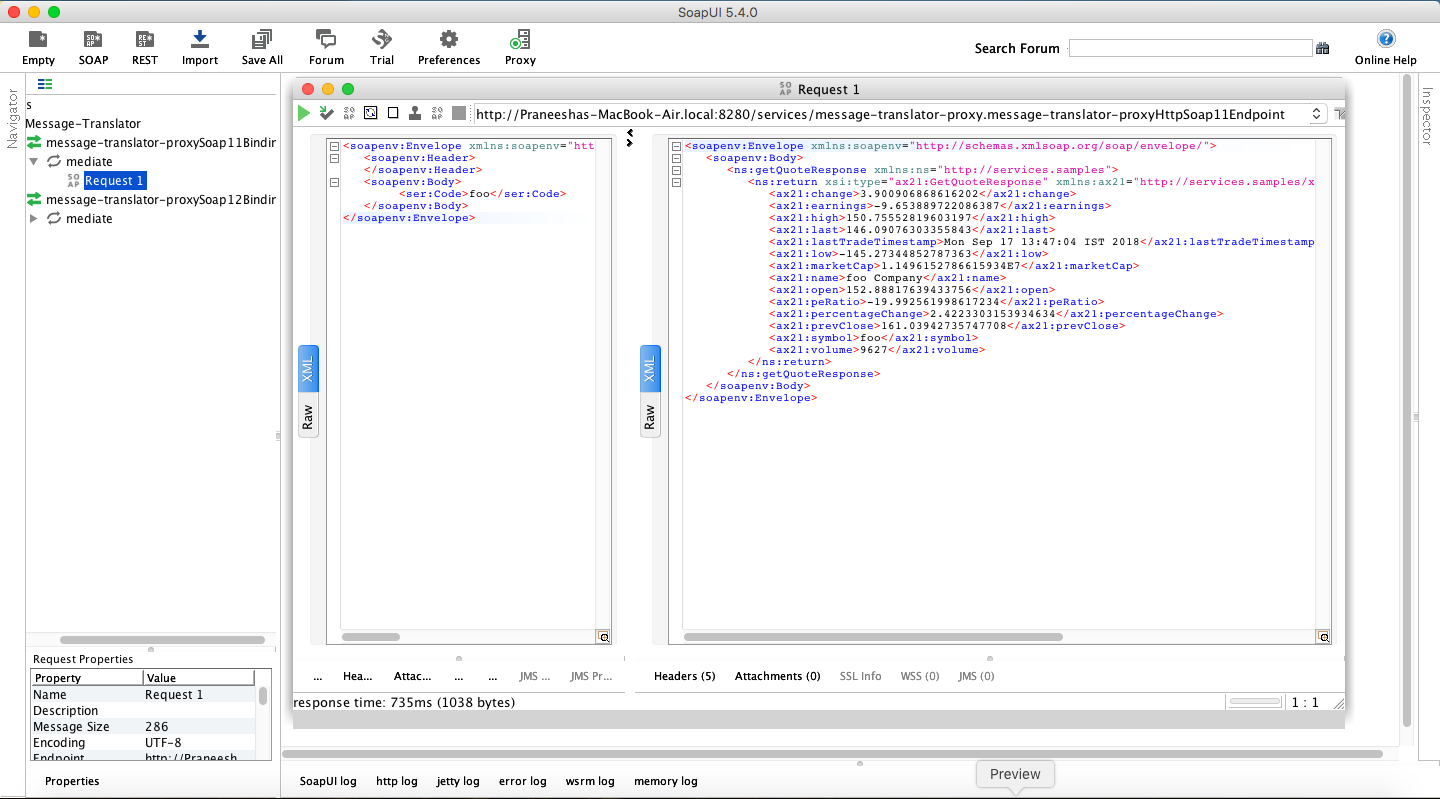 SoapUI 5.4.0
Empty
SOAP
REST
Import
Save All
Forum
Trial
Preferences
Proxy
Search Forum
Online Help
Navigator
s
Message-Translator
message-translator-proxySoap11Bindin
mediate
SO AP Request 1
message-translator-proxySoap12Bindin
mediate
Request Properties
Property Value
Name Request 1
Description
Message Size 286
Encoding UTF-8
Endpoint http://Praneesh
Properties
SO AP Request 1
http://Praneeshas-MacBook-Air.local:8280/services/message-translator-proxy.message-translator-proxyHttpSoap11Endpoint
XML
Raw
<soapenv:Envelope xmlns:soapenv="htt
<soapenv:Header>
</soapenv:Header>
<soapenv:Body>
<ser:Code>foo</ser:Code>
</soapenv:Body>
</soapenv:Envelope>
... Hea... Attac... ... ... JMS ... JMS Pr...
XML
Raw
<soapenv:Envelope xmlns:soapenv="http://schemas.xmlsoap.org/soap/envelope/">
<soapenv:Body>
<ns:getQuoteResponse xmlns:ns="http://services.samples">
<ns:return xsi:type="ax21:GetQuoteResponse" xmlns:ax21="http://services.samples/x
<ax21:change>3.900906868616202</ax21:change>
<ax21:earnings>-9.653889722086387</ax21:earnings>
<ax21:high>150.75552819603197</ax21:high>
<ax21:last>146.09076303355843</ax21:last>
<ax21:lastTradeTimestamp>Mon Sep 17 13:47:04 IST 2018</ax21:lastTradeTimestamp
<ax21:low>-145.27344852787363</ax21:low>
<ax21:marketCap>1.1496152786615934E7</ax21:marketCap>
<ax21:name>foo Company</ax21:name>
<ax21:open>152.88817639433756</ax21:open>
<ax21:peRatio>-19.992561998617234</ax21:peRatio>
<ax21:percentageChange>2.4223303153934634</ax21:percentageChange>
<ax21:prevClose>161.03942735747708</ax21:prevClose>
<ax21:symbol>foo</ax21:symbol>
<ax21:volume>9627</ax21:volume>
</ns:return>
</ns:getQuoteResponse>
</soapenv:Body>
</soapenv:Envelope>
Headers (5) Attachments (0) SSL Info WSS (0) JMS (0)
response time: 735ms (1038 bytes)
1 : 1
Inspector
SoapUI log http log jetty log error log wsrm log memory log
Preview